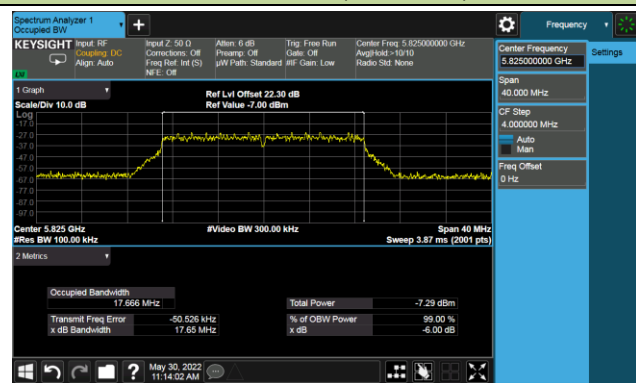 Spectrum Analyzer 1
Occupied BW
Frequency
KEYSIGHT
Input: RF
Coupling: DC
Align: Auto
Input Z: 50 Ω
Corrections: Off
Freq Ref: Int (S)
NFE: Off
Atten: 6 dB
Preamp: Off
µW Path: Standard
Trig: Free Run
Gate: Off
#IF Gain: Low
Center Freq: 5.825000000 GHz
Avg|Hold:>10/10
Radio Std: None
Center Frequency
5.825000000 GHz
Settings
Span
40.000 MHz
CF Step
4.000000 MHz
Auto
Man
Freq Offset
0 Hz
1 Graph
Scale/Div 10.0 dB
Ref Lvl Offset 22.30 dB
Ref Value -7.00 dBm
Log
-17.0
-27.0
-37.0
-47.0
-57.0
-67.0
-77.0
-87.0
-97.0
Center 5.825 GHz
#Res BW 100.00 kHz
#Video BW 300.00 kHz
Span 40 MHz
Sweep 3.87 ms (2001 pts)
2 Metrics
Occupied Bandwidth
17.666 MHz
Total Power -7.29 dBm
Transmit Freq Error -50.526 kHz
% of OBW Power 99.00 %
x dB Bandwidth 17.65 MHz
x dB -6.00 dB
?
May 30, 2022
11:14:02 AM